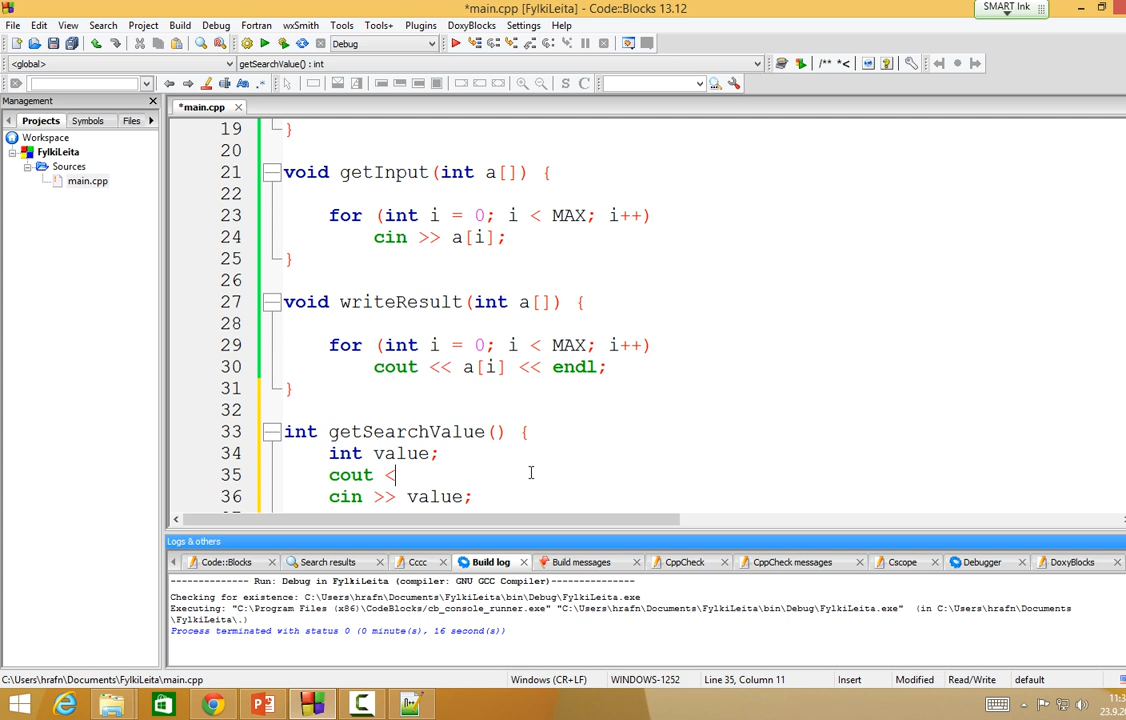 *main.cpp [FylkiLeita] - Code::Blocks 13.12
SMART Ink
File Edit View Search Project Build Debug Fortran wxSmith Tools Tools+ Plugins DoxyBlocks Settings Help
Debug
<global> getSearchValue() : int
/** *<
S C
Management
*main.cpp
Projects Symbols Files
Workspace
FylkiLeita
Sources
main.cpp
19 }
20
21 void getInput(int a[]) {
22
23 for (int i = 0; i < MAX; i++)
24 cin >> a[i];
25 }
26
27 void writeResult(int a[]) {
28
29 for (int i = 0; i < MAX; i++)
30 cout << a[i] << endl;
31 }
32
33 int getSearchValue() {
34 int value;
35 cout <
36 cin >> value;
Logs & others
Code::Blocks Search results Cccc Build log Build messages CppCheck CppCheck messages Cscope Debugger DoxyBlocks
-------------- Run: Debug in FylkiLeita (compiler: GNU GCC Compiler)---------------
Checking for existence: C:\Users\hrafn\Documents\FylkiLeita\bin\Debug\FylkiLeita.exe
Executing: "C:\Program Files (x86)\CodeBlocks/cb_console_runner.exe" "C:\Users\hrafn\Documents\FylkiLeita\bin\Debug\FylkiLeita.exe" (in C:\Users\hrafn\Documents
\FylkiLeita\.)
Process terminated with status 0 (0 minute(s), 16 second(s))
C:\Users\hrafn\Documents\FylkiLeita\main.cpp Windows (CR+LF) WINDOWS-1252 Line 35, Column 11 Insert Modified Read/Write default
11:3
23.9.20